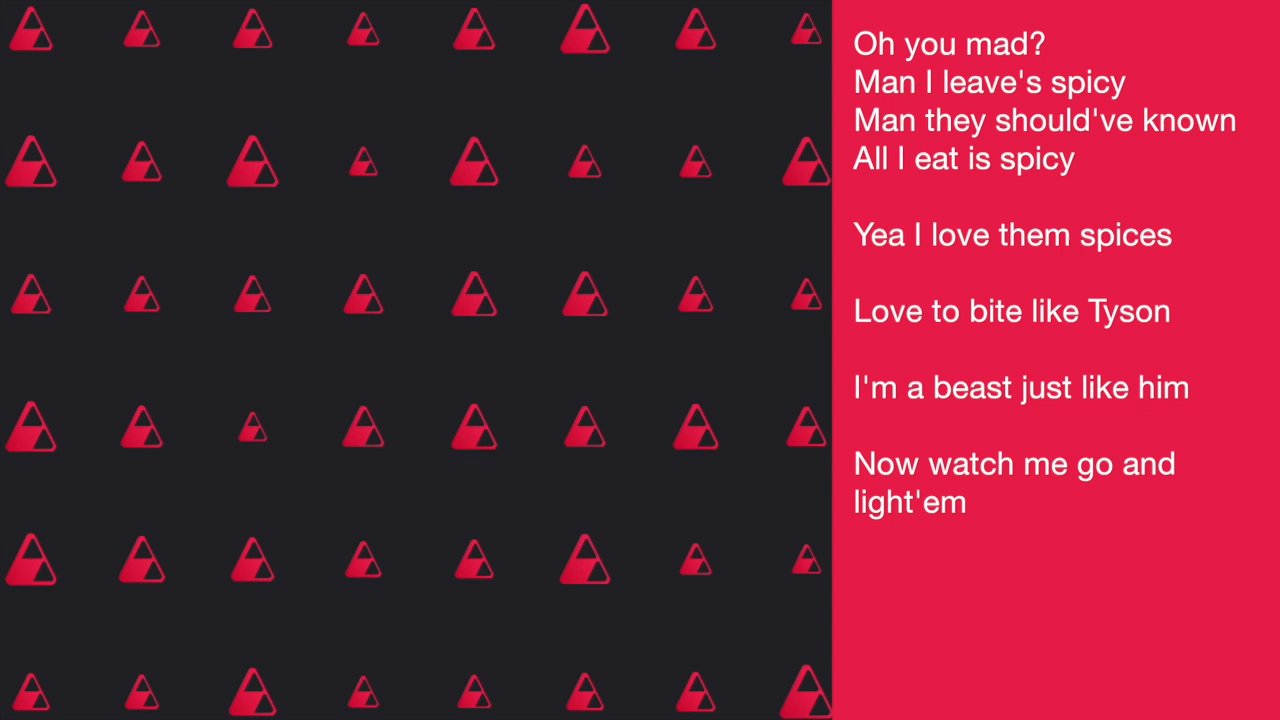 Oh you mad?
Man I leave's spicy
Man they should've known
All I eat is spicy
Yea I love them spices
Love to bite like Tyson
I'm a beast just like him
Now watch me go and
light'em